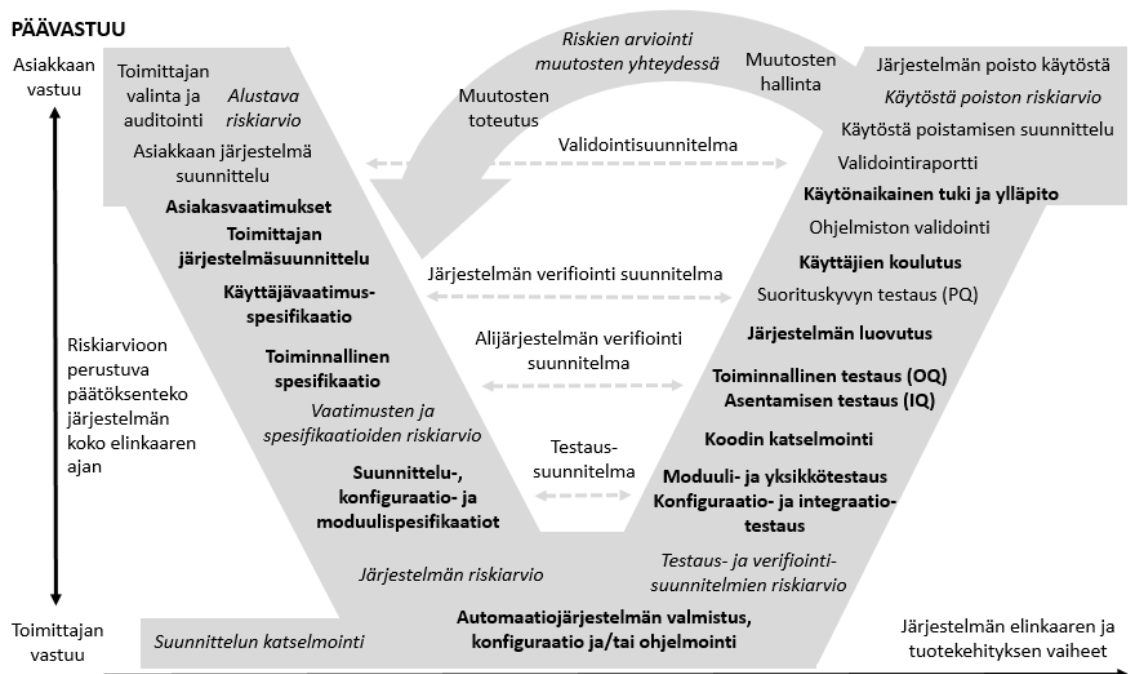 PÄÄVASTUU
Asiakkaan
vastuu
Riskiarvioon
perustuva
päätöksenteko
järjestelmän
koko elinkaaren
ajan
Toimittajan
vastuu
Toimittajan
valinta ja
auditointi
Alustava
riskiarvio
Asiakkaan järjestelmä
suunnittelu
Asiakasvaatimukset
Toimittajan
järjestelmäsuunnittelu
Käyttäjävaatimus-
spesifikaatio
Toiminnallinen
spesifikaatio
Vaatimusten ja
spesifikaatioiden riskiarvio
Suunnittelu-,
konfiguraatio- ja
moduulispesifikaatiot
Järjestelmän riskiarvio
Suunnittelun katselmointi
Automaatiojärjestelmän valmistus,
konfiguraatio ja/tai ohjelmointi
Riskien arviointi
muutosten yhteydessä
Muutosten
hallinta
Muutosten
toteutus
Validointisuunnitelma
Järjestelmän verifiointi suunnitelma
Alijärjestelmän verifiointi
suunnitelma
Testaus-
suunnitelma
Järjestelmän poisto käytöstä
Käytöstä poiston riskiarvio
Käytöstä poistamisen suunnittelu
Validointiraportti
Käytönaikainen tuki ja ylläpito
Ohjelmiston validointi
Käyttäjien koulutus
Suorituskyvyn testaus (PQ)
Järjestelmän luovutus
Toiminnallinen testaus (OQ)
Asentamisen testaus (IQ)
Koodin katselmointi
Moduuli- ja yksikkötestaus
Konfiguraatio- ja integraatio-
testaus
Testaus- ja verifiointi-
suunnitelmien riskiarvio
Järjestelmän elinkaaren ja
tuotekehityksen vaiheet